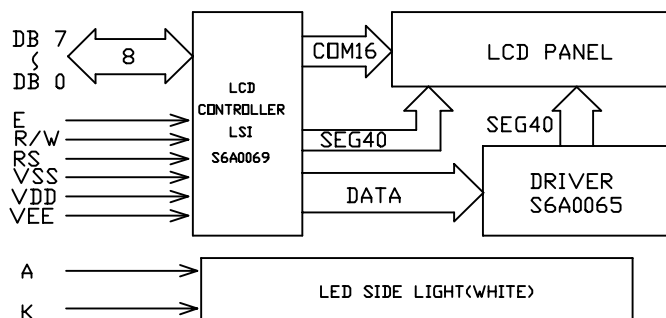 DB 7
DB 0
8
LCD
CONTROLLER
LSI
S6A0069
COM16
LCD PANEL
SEG40
SEG40
DATA
DRIVER
S6A0065
E
R/W
RS
VSS
VDD
VEE
A
K
LED SIDE LIGHT(WHITE)